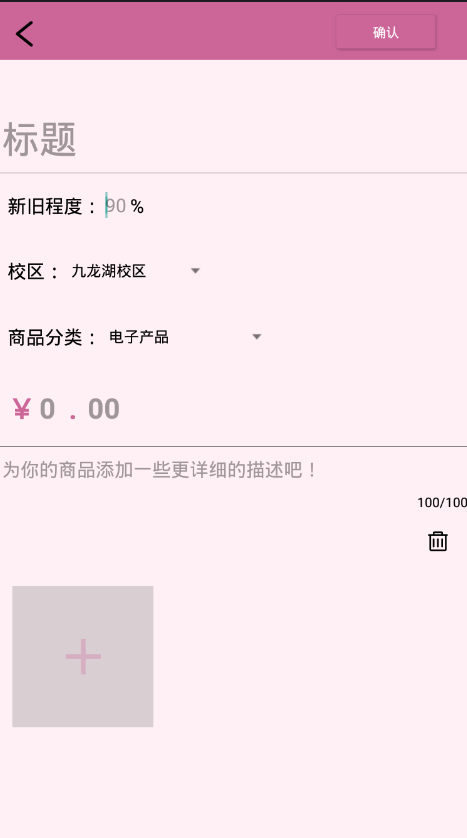 确认
标题
新旧程度： 90 %
校区： 九龙湖校区
商品分类： 电子产品
￥ 0 . 00
为你的商品添加一些更详细的描述吧！
100/100